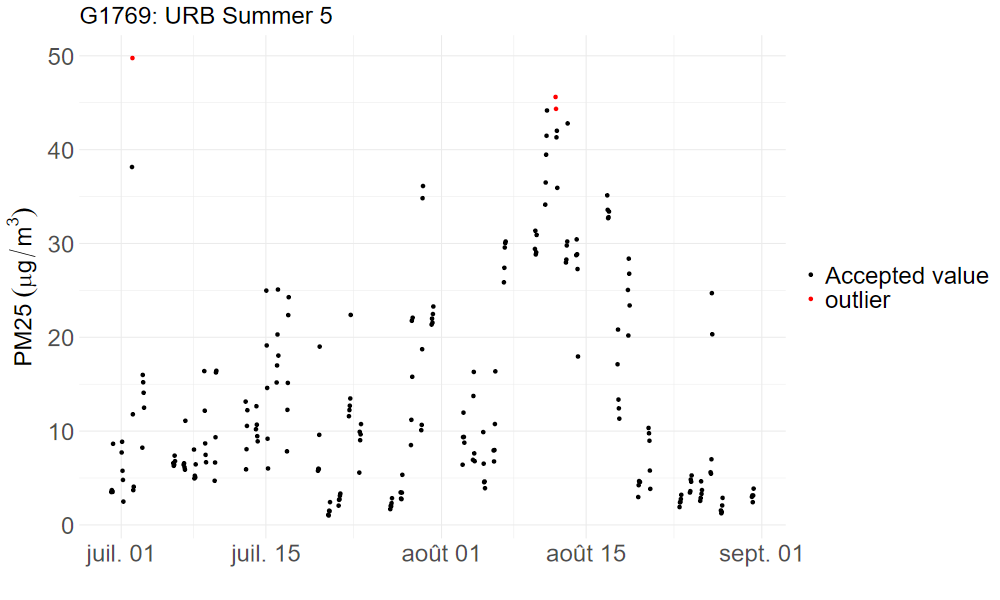 G1769: URB Summer 5
PM25 (μg/m³)
50
40
30
20
10
0
juil. 01 juil. 15 août 01 août 15 sept. 01
Accepted value
outlier